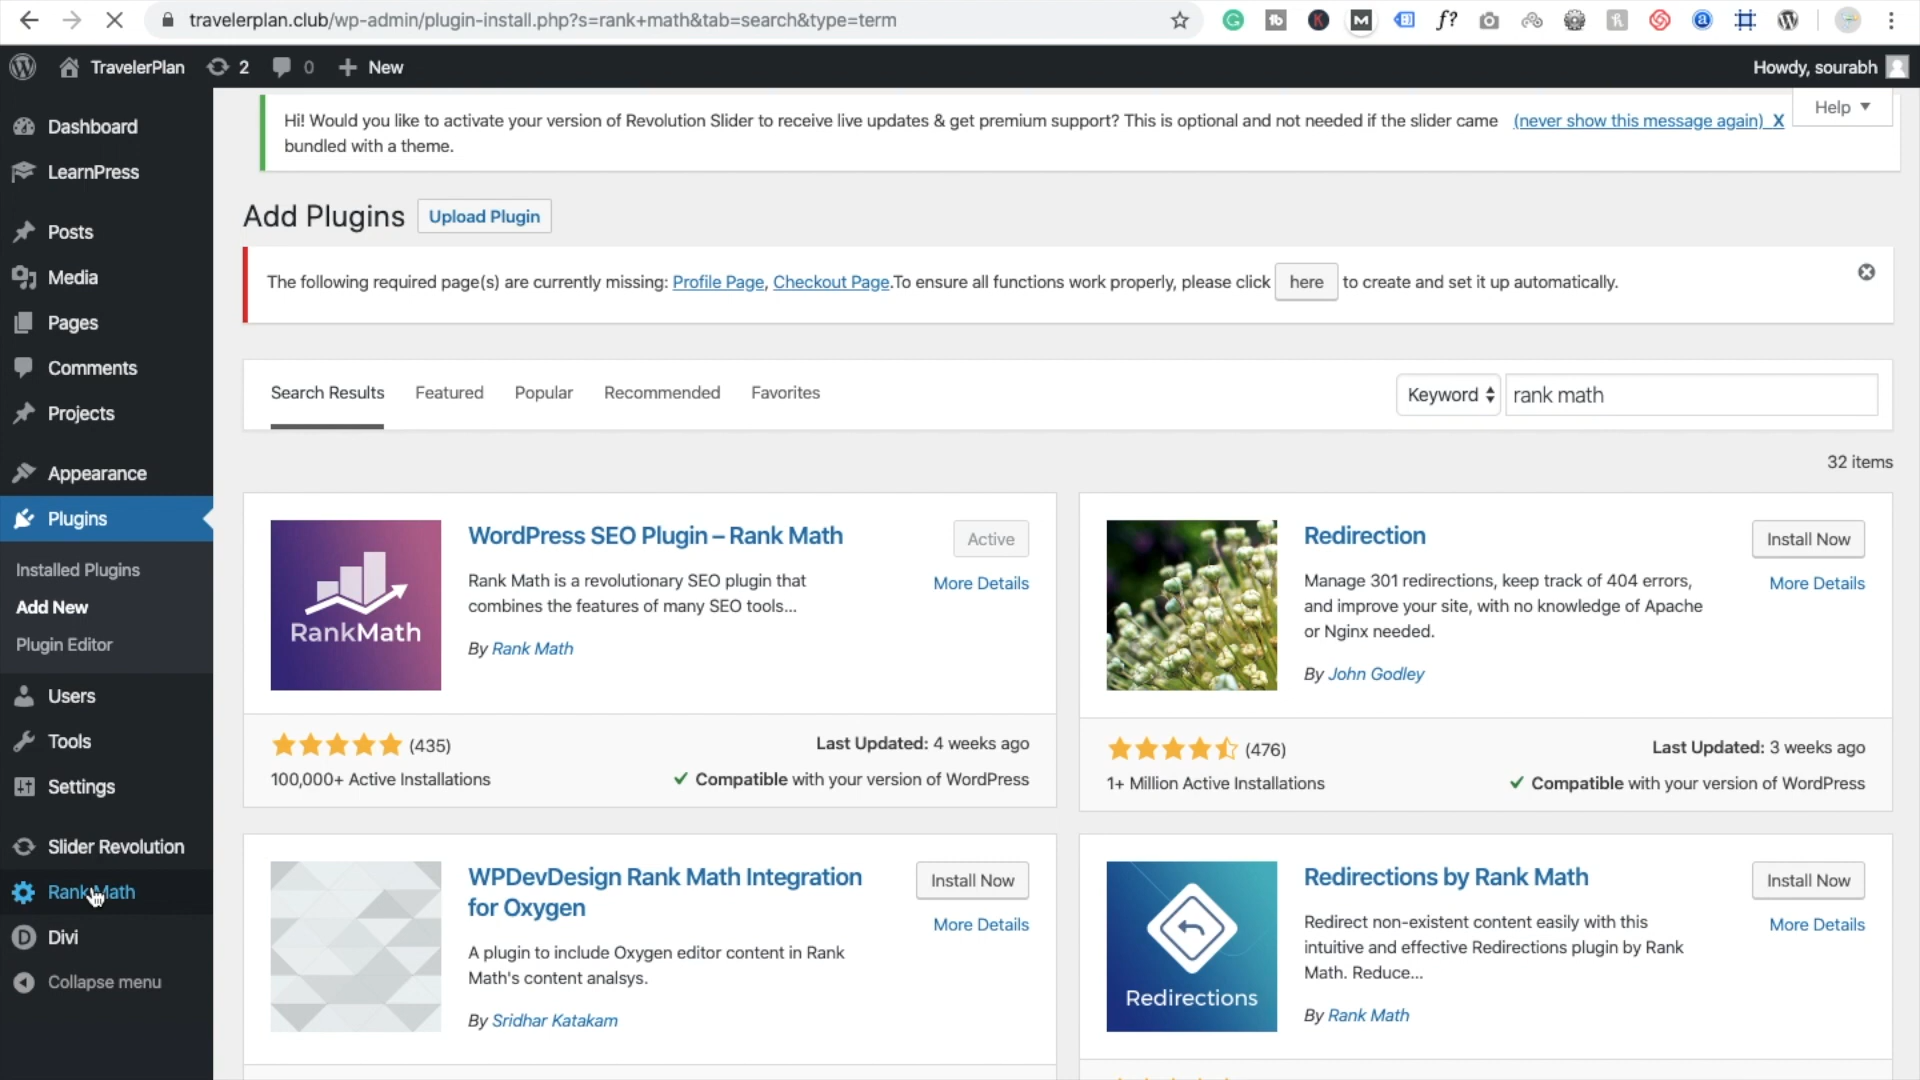 travelerplan.club/wp-admin/plugin-install.php?s=rank+math&tab=search&type=term
TravelerPlan 2 0 New
Howdy, sourabh
Dashboard
LearnPress
Posts
Media
Pages
Comments
Projects
Appearance
Plugins
Installed Plugins
Add New
Plugin Editor
Users
Tools
Settings
Slider Revolution
Rank Math
Divi
Collapse menu
Help
Hi! Would you like to activate your version of Revolution Slider to receive live updates & get premium support? This is optional and not needed if the slider came (never show this message again) X
bundled with a theme.
Add Plugins Upload Plugin
The following required page(s) are currently missing: Profile Page, Checkout Page.To ensure all functions work properly, please click here to create and set it up automatically.
Search Results Featured Popular Recommended Favorites Keyword rank math
32 items
RankMath
WordPress SEO Plugin – Rank Math
Active
More Details
Rank Math is a revolutionary SEO plugin that
combines the features of many SEO tools...
By Rank Math
(435)
100,000+ Active Installations
Last Updated: 4 weeks ago
Compatible with your version of WordPress
Redirection
Install Now
More Details
Manage 301 redirections, keep track of 404 errors,
and improve your site, with no knowledge of Apache
or Nginx needed.
By John Godley
(476)
1+ Million Active Installations
Last Updated: 3 weeks ago
Compatible with your version of WordPress
WPDevDesign Rank Math Integration
for Oxygen
Install Now
More Details
A plugin to include Oxygen editor content in Rank
Math's content analsys.
By Sridhar Katakam
Redirections
Redirections by Rank Math
Install Now
More Details
Redirect non-existent content easily with this
intuitive and effective Redirections plugin by Rank
Math. Reduce...
By Rank Math